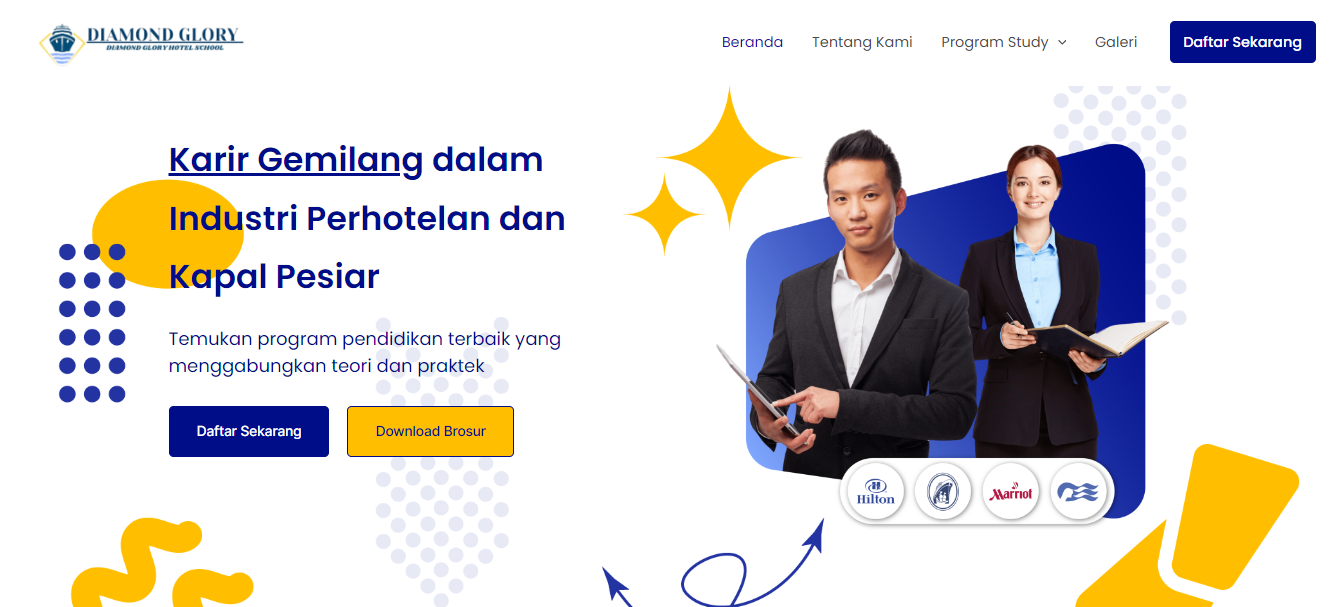 DIAMOND GLORY
DIAMOND GLORY HOTEL SCHOOL
Beranda
Tentang Kami
Program Study
Galeri
Daftar Sekarang
Karir Gemilang dalam
Industri Perhotelan dan
Kapal Pesiar
Temukan program pendidikan terbaik yang
menggabungkan teori dan praktek
Daftar Sekarang
Download Brosur
Hilton
Marriott